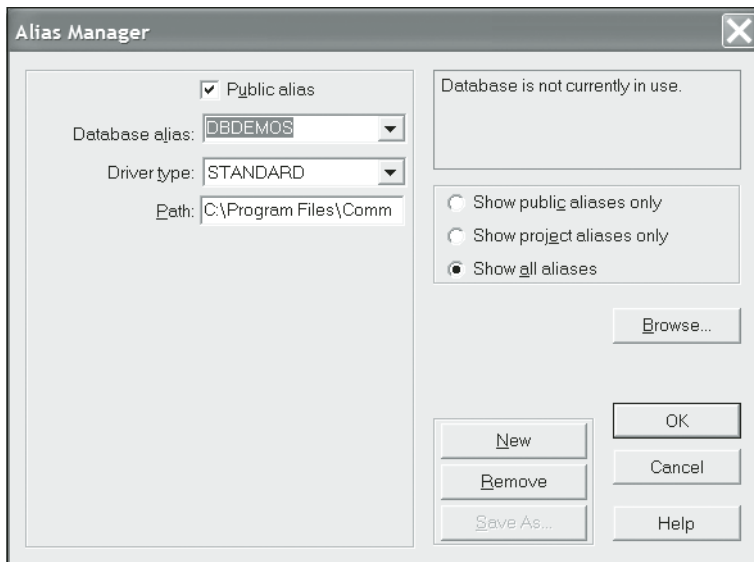 Alias Manager
Public alias
Database alias: DBDEMOS
Driver type: STANDARD
Path: C:\Program Files\Comm
Database is not currently in use.
Show public aliases only
Show project aliases only
Show all aliases
Browse...
New
Remove
Save As...
OK
Cancel
Help